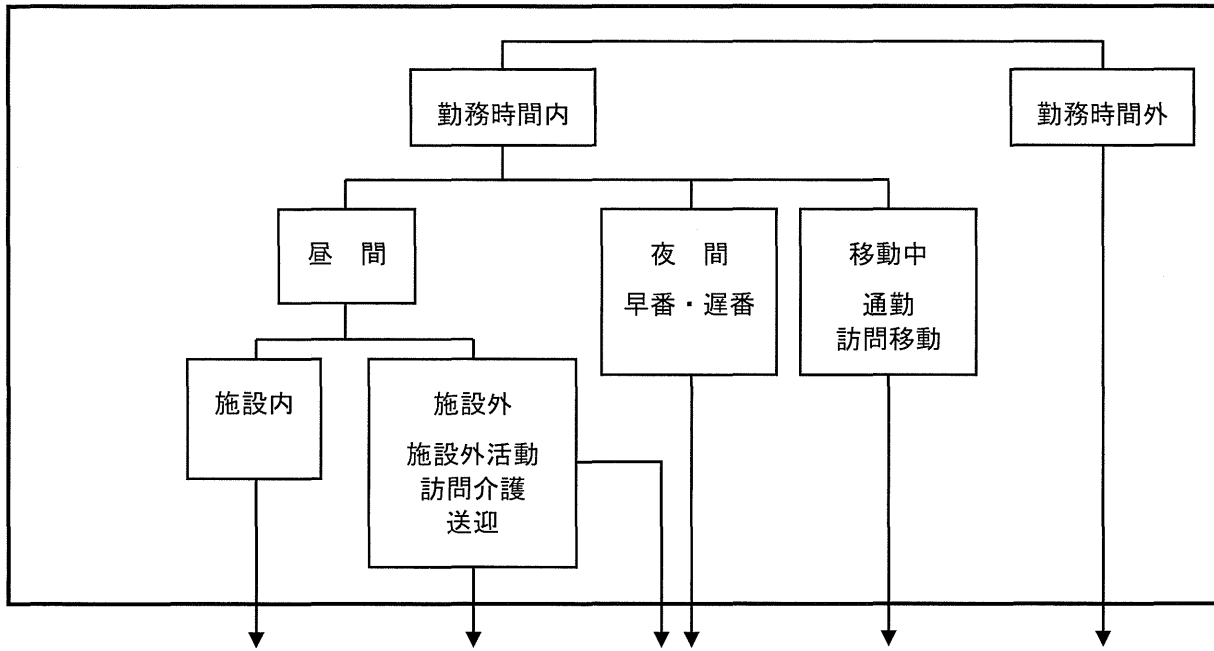 勤務時間内
勤務時間外
昼　間
夜　間
早番・遅番
移動中
通勤
訪問移動
施設内
施設外
施設外活動
訪問介護
送迎